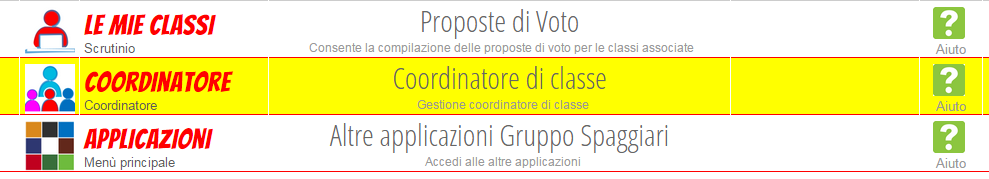 LE MIE CLASSI
Scrutinio
Proposte di Voto
Consente la compilazione delle proposte di voto per le classi associate
?
Aiuto
COORDINATORE
Coordinatore
Coordinatore di classe
Gestione coordinatore di classe
?
Aiuto
APPLICAZIONI
Menù principale
Altre applicazioni Gruppo Spaggiari
Accedi alle altre applicazioni
?
Aiuto